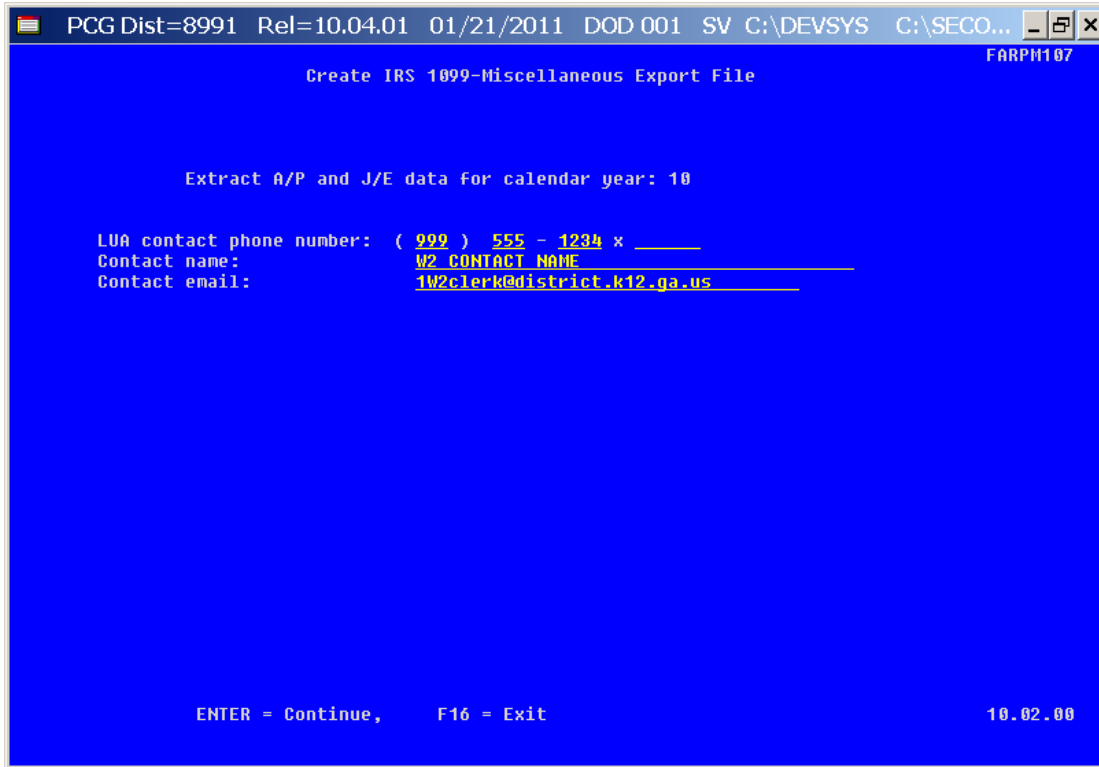 PCG Dist=8991 Rel=10.04.01 01/21/2011 DOD 001 SV C:\DEVSYS C:\SECO...
FARPM107
Create IRS 1099-Miscellaneous Export File
Extract A/P and J/E data for calendar year: 10
LUA contact phone number: ( 999 ) 555 - 1234 x ______
Contact name: W2 CONTACT NAME
Contact email: 1W2clerk@district.k12.ga.us
ENTER = Continue, F16 = Exit 10.02.00